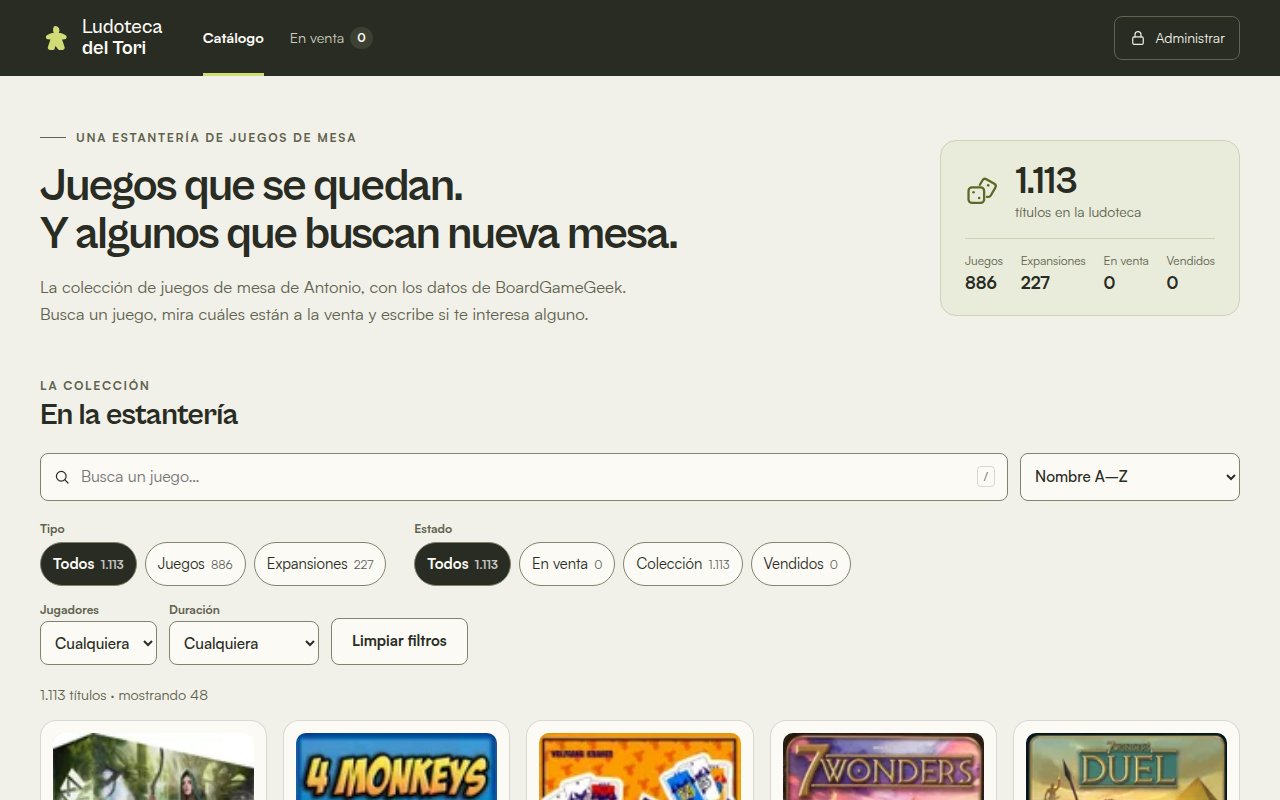 Ludoteca
del Tori
Catálogo
En venta 0
Administrar
UNA ESTANTERÍA DE JUEGOS DE MESA
Juegos que se quedan.
Y algunos que buscan nueva mesa.
La colección de juegos de mesa de Antonio, con los datos de BoardGameGeek.
Busca un juego, mira cuáles están a la venta y escribe si te interesa alguno.
1.113
títulos en la ludoteca
Juegos Expansiones En venta Vendidos
886 227 0 0
LA COLECCIÓN
En la estantería
Busca un juego… /
Nombre A—Z
Tipo
Todos 1.113 Juegos 886 Expansiones 227
Estado
Todos 1.113 En venta 0 Colección 1.113 Vendidos 0
Jugadores
Cualquiera
Duración
Cualquiera
Limpiar filtros
1.113 títulos · mostrando 48
4 MONKEYS
WOLFGANG KRAMER
7 WONDERS
7 WONDERS
DUEL